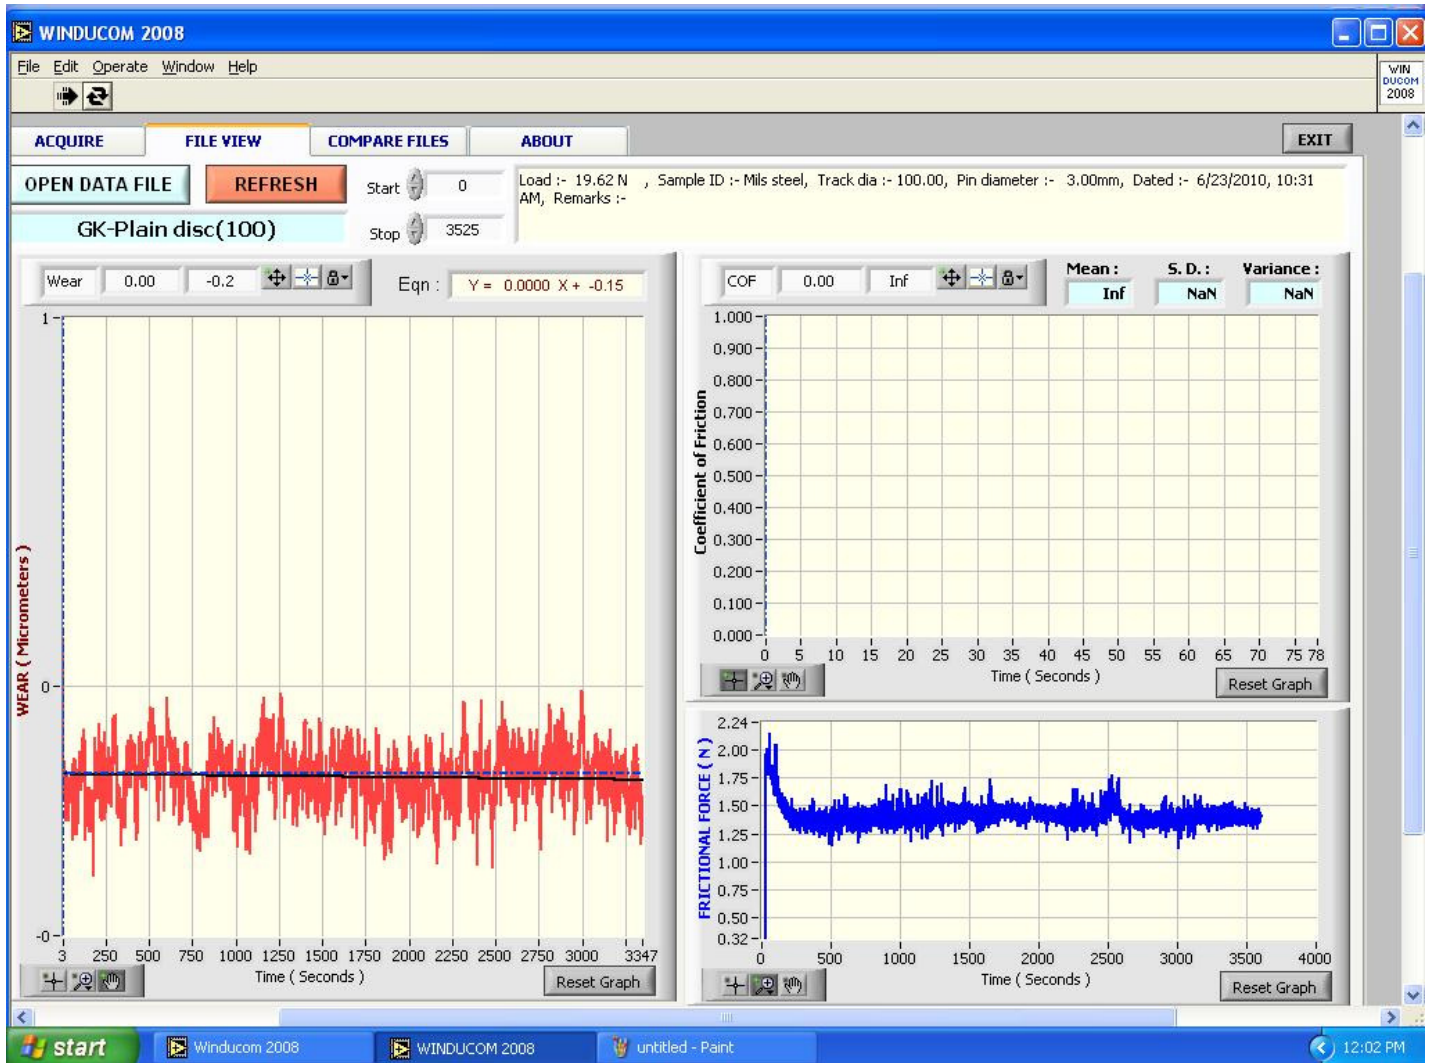 WINDUCOM 2008
File Edit Operate Window Help
WIN
DUCOM
2008
ACQUIRE FILE VIEW COMPARE FILES ABOUT EXIT
OPEN DATA FILE REFRESH Start 0
Load :- 19.62 N , Sample ID :- Mils steel, Track dia :- 100.00, Pin diameter :- 3.00mm, Dated :- 6/23/2010, 10:31
AM, Remarks :-
GK-Plain disc(100) Stop 3525
Wear 0.00 -0.2 Eqn : Y = 0.0000 X + -0.15
1
0
-0
WEAR ( Micrometers )
3 250 500 750 1000 1250 1500 1750 2000 2250 2500 2750 3000 3347
Time ( Seconds )
Reset Graph
COF 0.00 Inf
Mean : S. D. : Variance :
Inf NaN NaN
1.000
0.900
0.800
0.700
0.600
0.500
0.400
0.300
0.200
0.100
0.000
Coefficient of Friction
0 5 10 15 20 25 30 35 40 45 50 55 60 65 70 75 78
Time ( Seconds )
Reset Graph
2.24
2.00
1.75
1.50
1.25
1.00
0.75
0.50
0.32
FRICTIONAL FORCE ( N )
0 500 1000 1500 2000 2500 3000 3500 4000
Time ( Seconds )
Reset Graph
start Winducom 2008 WINDUCOM 2008 untitled - Paint 12:02 PM